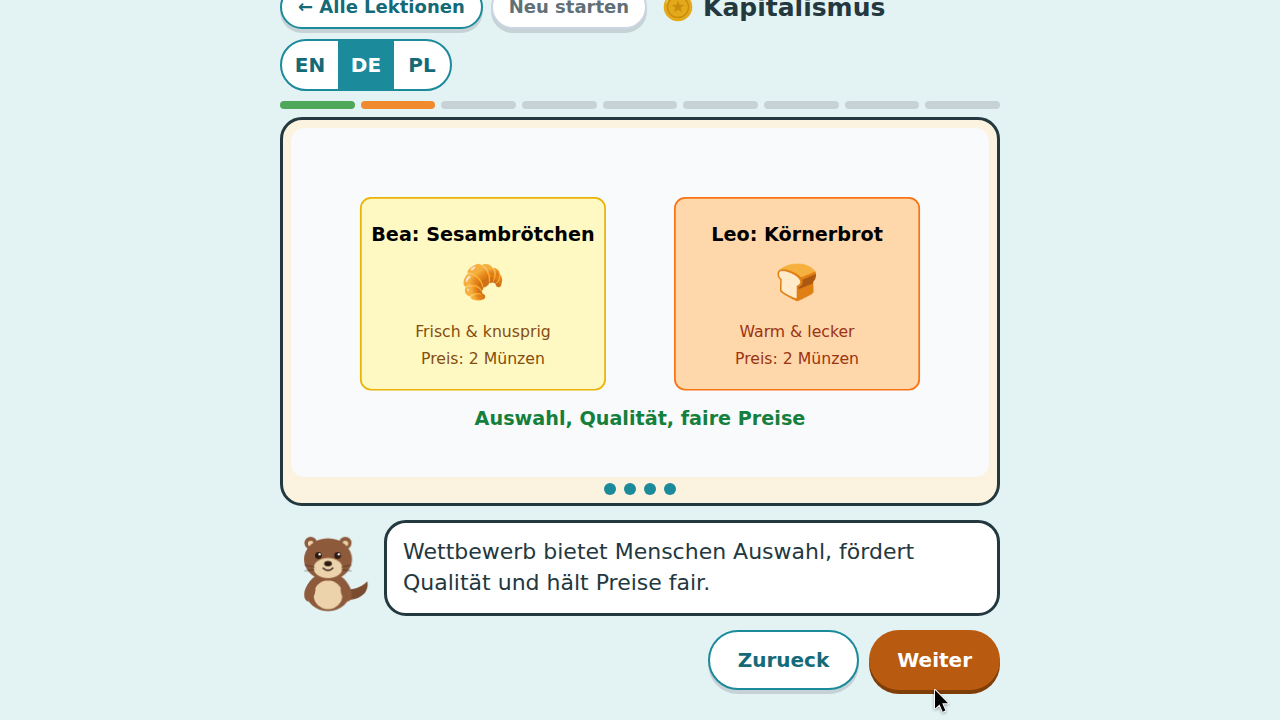 ← Alle Lektionen
Neu starten
Kapitalismus
EN DE PL
Bea: Sesambrötchen
Frisch & knusprig
Preis: 2 Münzen
Leo: Körnerbrot
Warm & lecker
Preis: 2 Münzen
Auswahl, Qualität, faire Preise
Wettbewerb bietet Menschen Auswahl, fördert
Qualität und hält Preise fair.
Zurueck
Weiter